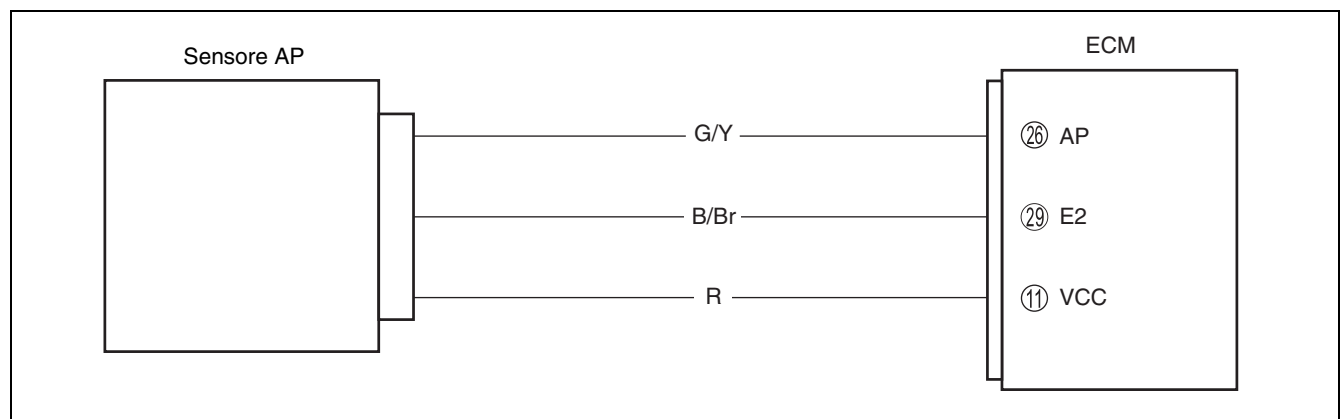 Sensore AP
ECM
G/Y
㉖ AP
B/Br
㉙ E2
R
⑪ VCC